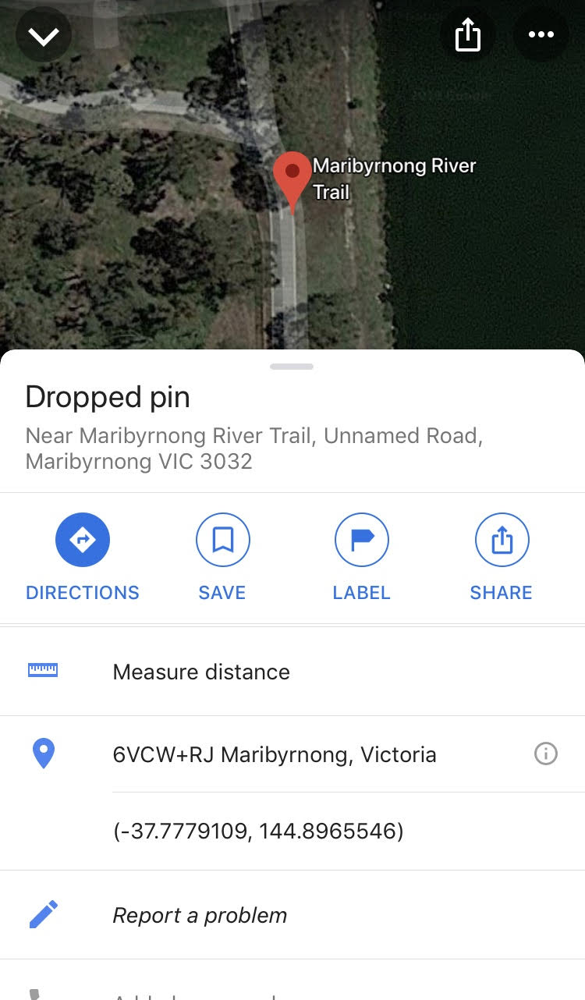 Maribyrnong River
Trail
Dropped pin
Near Maribyrnong River Trail, Unnamed Road,
Maribyrnong VIC 3032
DIRECTIONS
SAVE
LABEL
SHARE
Measure distance
6VCW+RJ Maribyrnong, Victoria
(-37.7779109, 144.8965546)
Report a problem